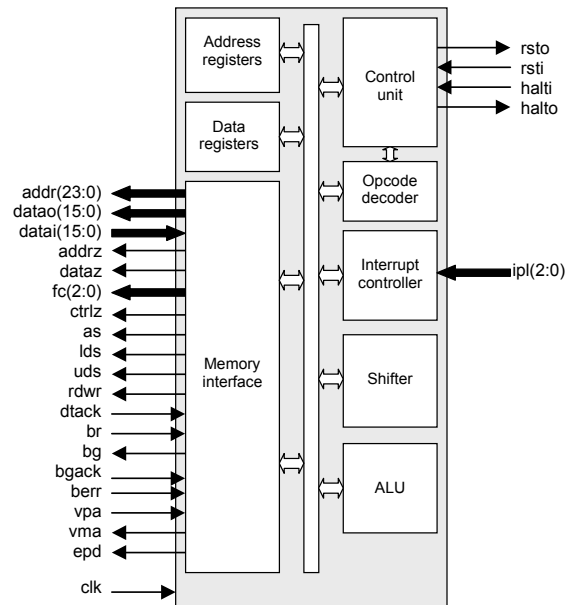 Address
registers
Data
registers
Memory
interface
Control
unit
Opcode
decoder
Interrupt
controller
Shifter
ALU
rsto
rsti
halti
halto
ipl(2:0)
addr(23:0)
datao(15:0)
datai(15:0)
addrz
dataz
fc(2:0)
ctrlz
as
lds
uds
rdwr
dtack
br
bg
bgack
berr
vpa
vma
epd
clk